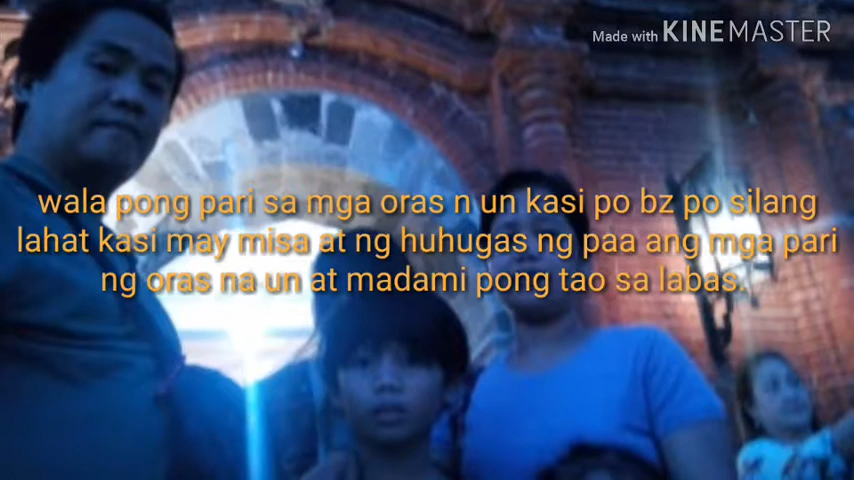 Made with KINEMASTER
wala pong pari sa mga oras n un kasi po bz po silang
lahat kasi may misa at ng huhugas ng paa ang mga pari
ng oras na un at madami pong tao sa labas.